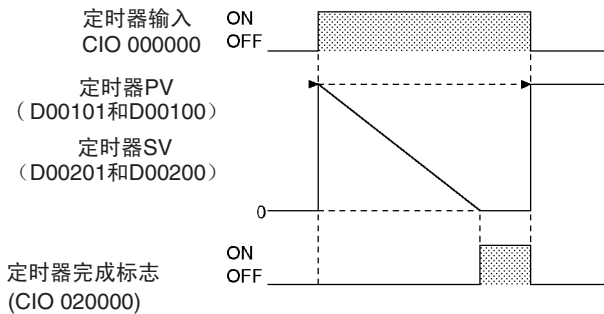 定时器输入
CIO 000000
ON
OFF
定时器PV
（D00101和D00100）
定时器SV
（D00201和D00200）
0
定时器完成标志
(CIO 020000)
ON
OFF